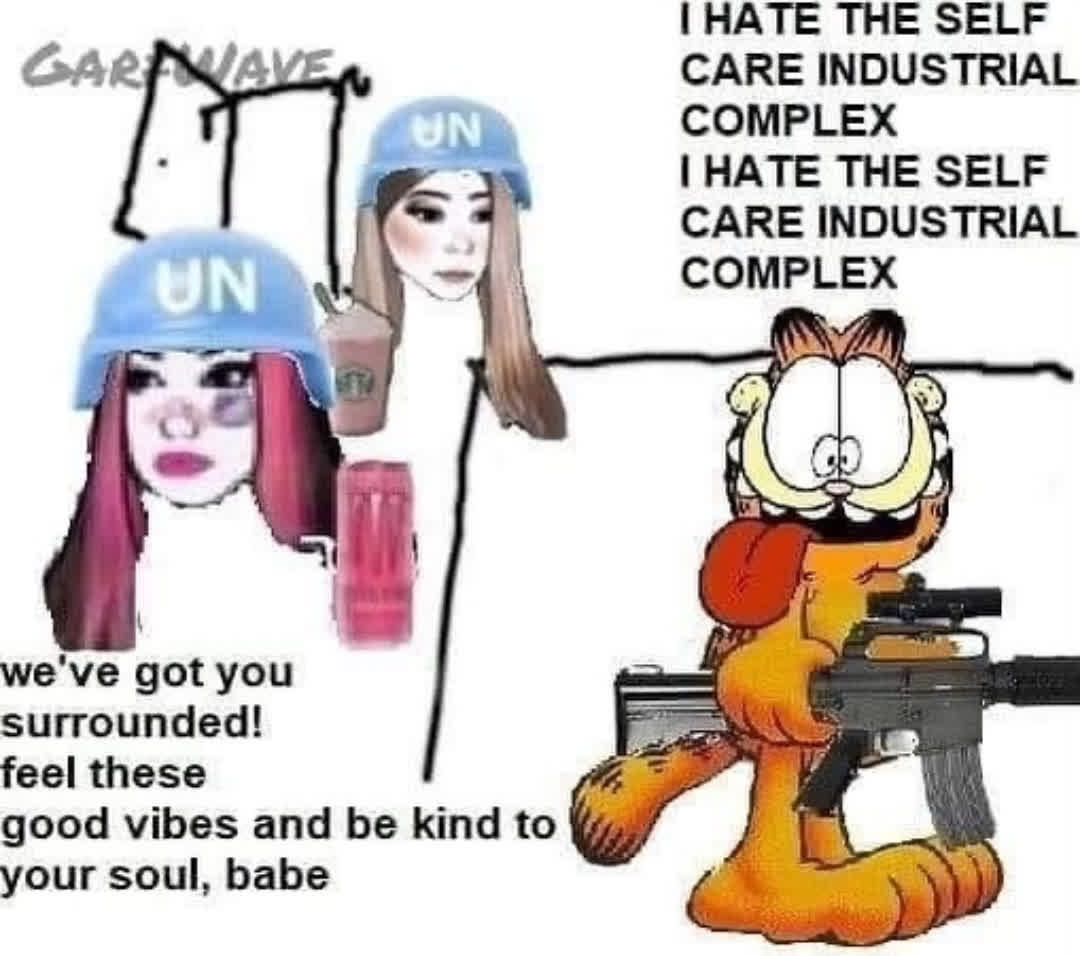 GARFWAVE
I HATE THE SELF
CARE INDUSTRIAL
COMPLEX
I HATE THE SELF
CARE INDUSTRIAL
COMPLEX
UN
UN
we've got you
surrounded!
feel these
good vibes and be kind to
your soul, babe